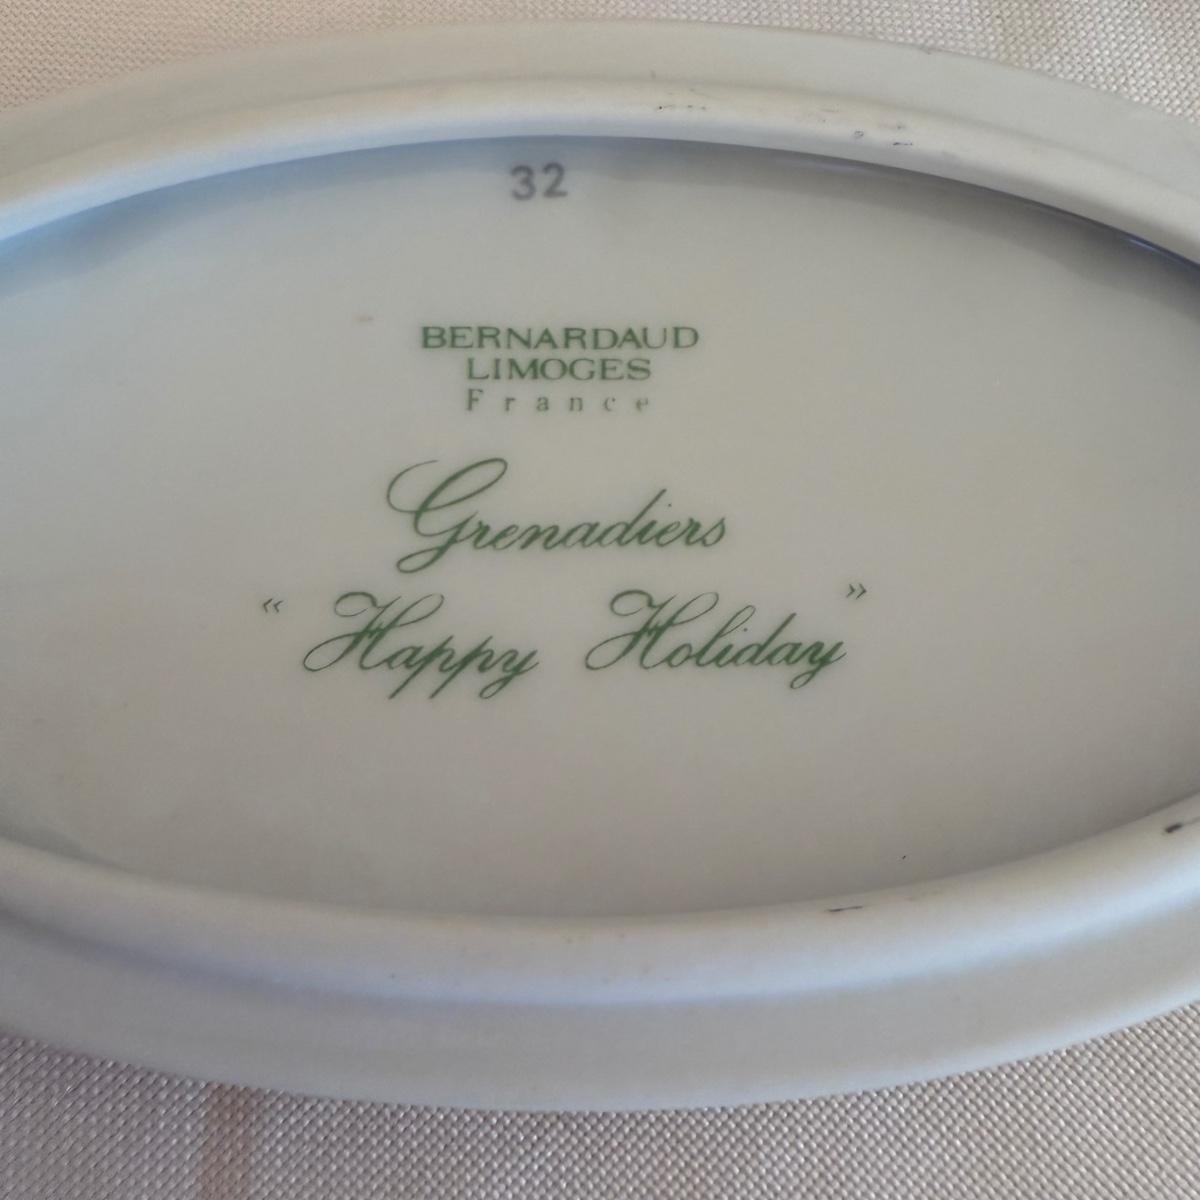 32
BERNARDAUD
LIMOGES
France
Grenadiers
« Happy Holiday »